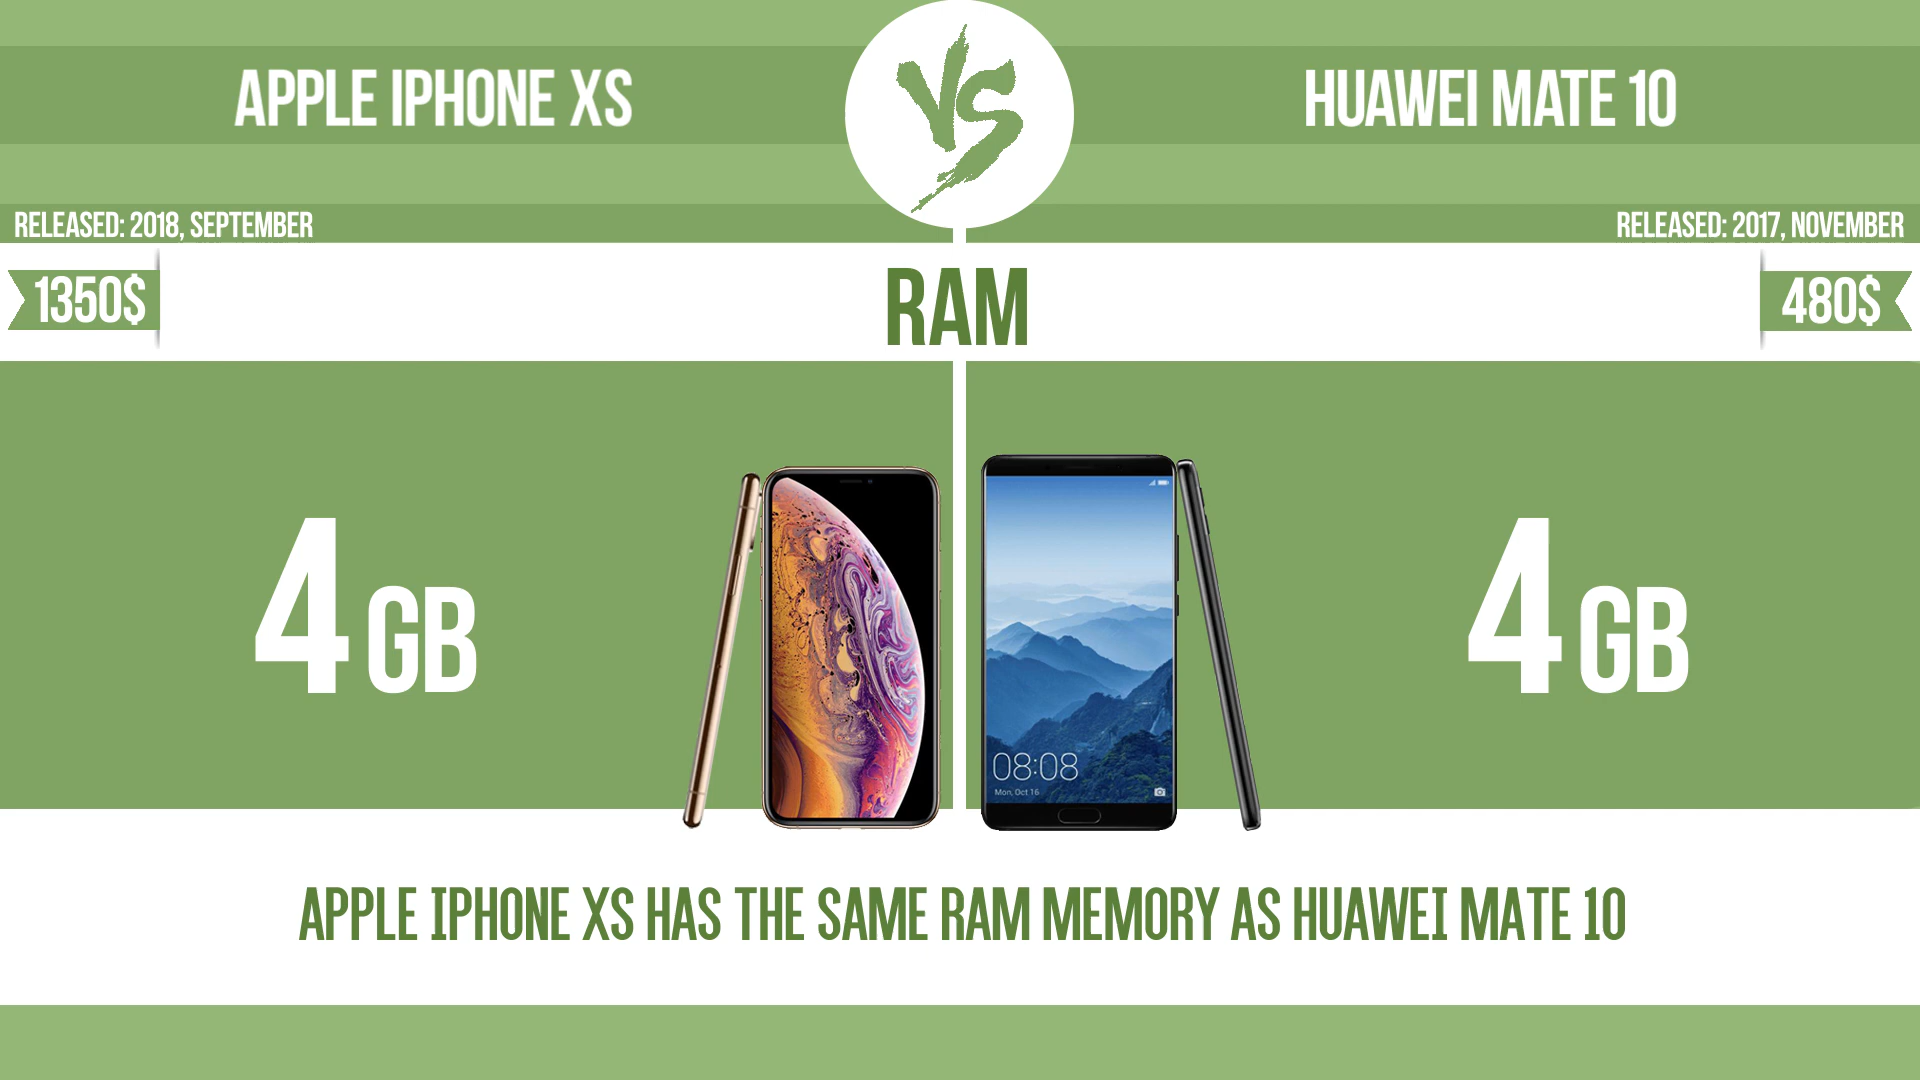 APPLE IPHONE XS
VS
HUAWEI MATE 10
RELEASED: 2018, SEPTEMBER
RELEASED: 2017, NOVEMBER
1350$
RAM
480$
4 GB
4 GB
08:08
Mon, Oct 16
APPLE IPHONE XS HAS THE SAME RAM MEMORY AS HUAWEI MATE 10